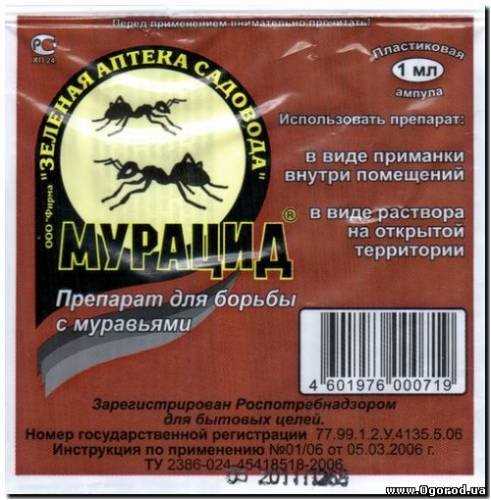 Перед применением внимательно прочитать!
РС
ХП 24
ООО "Фирма
"ЗЕЛЕНАЯ АПТЕКА САДОВОДА"
Пластиковая
1 мл
ампула
Использовать препарат:
в виде приманки
внутри помещений
в виде раствора
на открытой
территории
МУРАЦИД®
Препарат для борьбы
с муравьями
4 601976 000719
Зарегистрирован Роспотребнадзором
для бытовых целей.
Номер государственной регистрации 77.99.1.2.У.4135.5.06
Инструкция по применению №01/06 от 05.03.2006 г.
ТУ 2386-024-45418518-2006.
www.Ogorod.ua